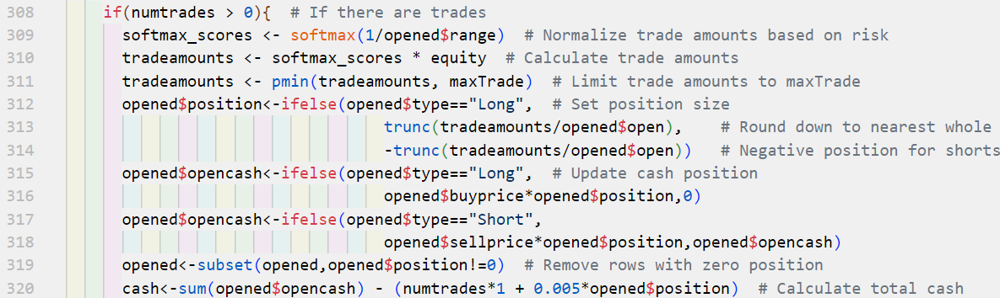 308 if(numtrades > 0){ # If there are trades
309 softmax_scores <- softmax(1/opened$range) # Normalize trade amounts based on risk
310 tradeamounts <- softmax_scores * equity # Calculate trade amounts
311 tradeamounts <- pmin(tradeamounts, maxTrade) # Limit trade amounts to maxTrade
312 opened$position<-ifelse(opened$type=="Long", # Set position size
313 trunc(tradeamounts/opened$open), # Round down to nearest whole
314 -trunc(tradeamounts/opened$open)) # Negative position for shorts
315 opened$opencash<-ifelse(opened$type=="Long", # Update cash position
316 opened$buyprice*opened$position,0)
317 opened$opencash<-ifelse(opened$type=="Short",
318 opened$sellprice*opened$position,opened$opencash)
319 opened<-subset(opened,opened$position!=0) # Remove rows with zero position
320 cash<-sum(opened$opencash) - (numtrades*1 + 0.005*opened$position) # Calculate total cash